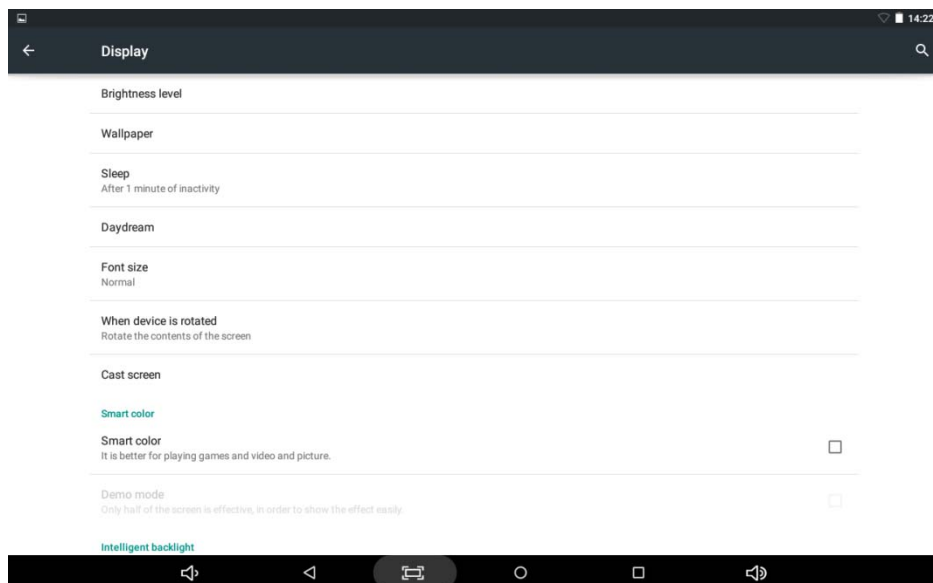 14:22
Display
Brightness level
Wallpaper
Sleep
After 1 minute of inactivity
Daydream
Font size
Normal
When device is rotated
Rotate the contents of the screen
Cast screen
Smart color
Smart color
It is better for playing games and video and picture.
Demo mode
Only half of the screen is effective, in order to show the effect easily.
Intelligent backlight